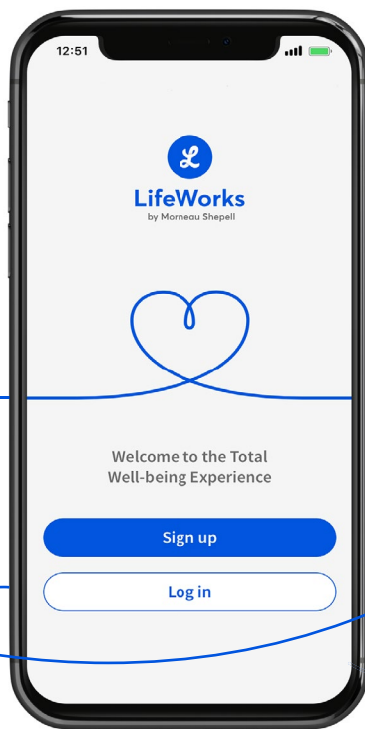 12:51
LifeWorks
by Morneau Shepell
Welcome to the Total
Well-being Experience
Sign up
Log in